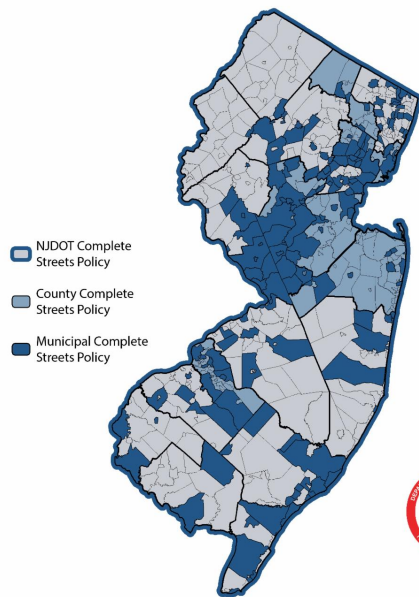 NJDOT Complete
Streets Policy
County Complete
Streets Policy
Municipal Complete
Streets Policy